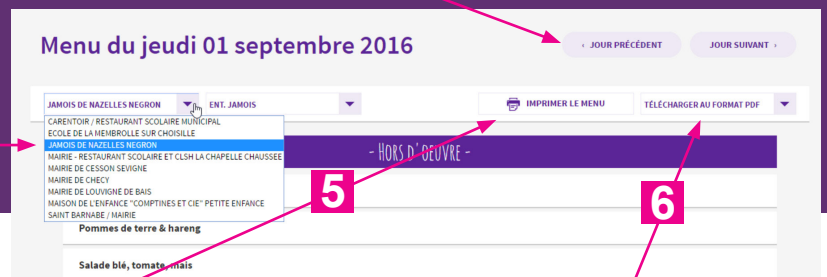 Menu du jeudi 01 septembre 2016
‹ JOUR PRÉCÉDENT
JOUR SUIVANT ›
JAMOIS DE NAZELLES NEGRON
ENT. JAMOIS
IMPRIMER LE MENU
TÉLÉCHARGER AU FORMAT PDF
CARENTOIR / RESTAURANT SCOLAIRE MUNICIPAL
ECOLE DE LA MEMBROLLE SUR CHOISILLE
JAMOIS DE NAZELLES NEGRON
MAIRIE - RESTAURANT SCOLAIRE ET CLSH LA CHAPELLE CHAUSSEE
MAIRIE DE CESSON SEVIGNE
MAIRIE DE CHECY
MAIRIE DE LOUVIGNE DE BAIS
MAISON DE L'ENFANCE "COMPTINES ET CIE" PETITE ENFANCE
SAINT BARNABE / MAIRIE
- HORS D'OEUVRE -
5
6
Pommes de terre & hareng
Salade blé, tomate, maïs